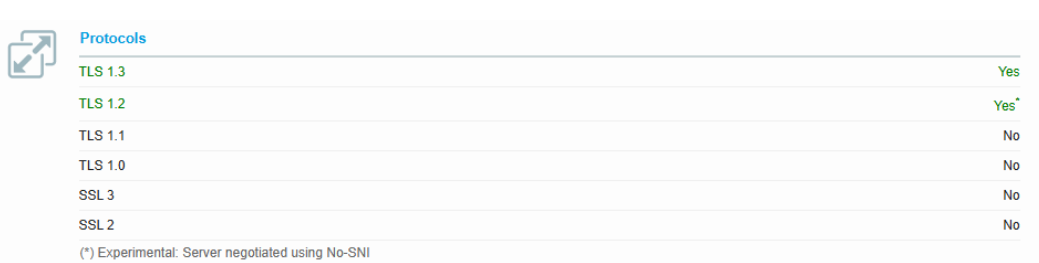 Protocols
TLS 1.3 Yes
TLS 1.2 Yes*
TLS 1.1 No
TLS 1.0 No
SSL 3 No
SSL 2 No
(*) Experimental: Server negotiated using No-SNI